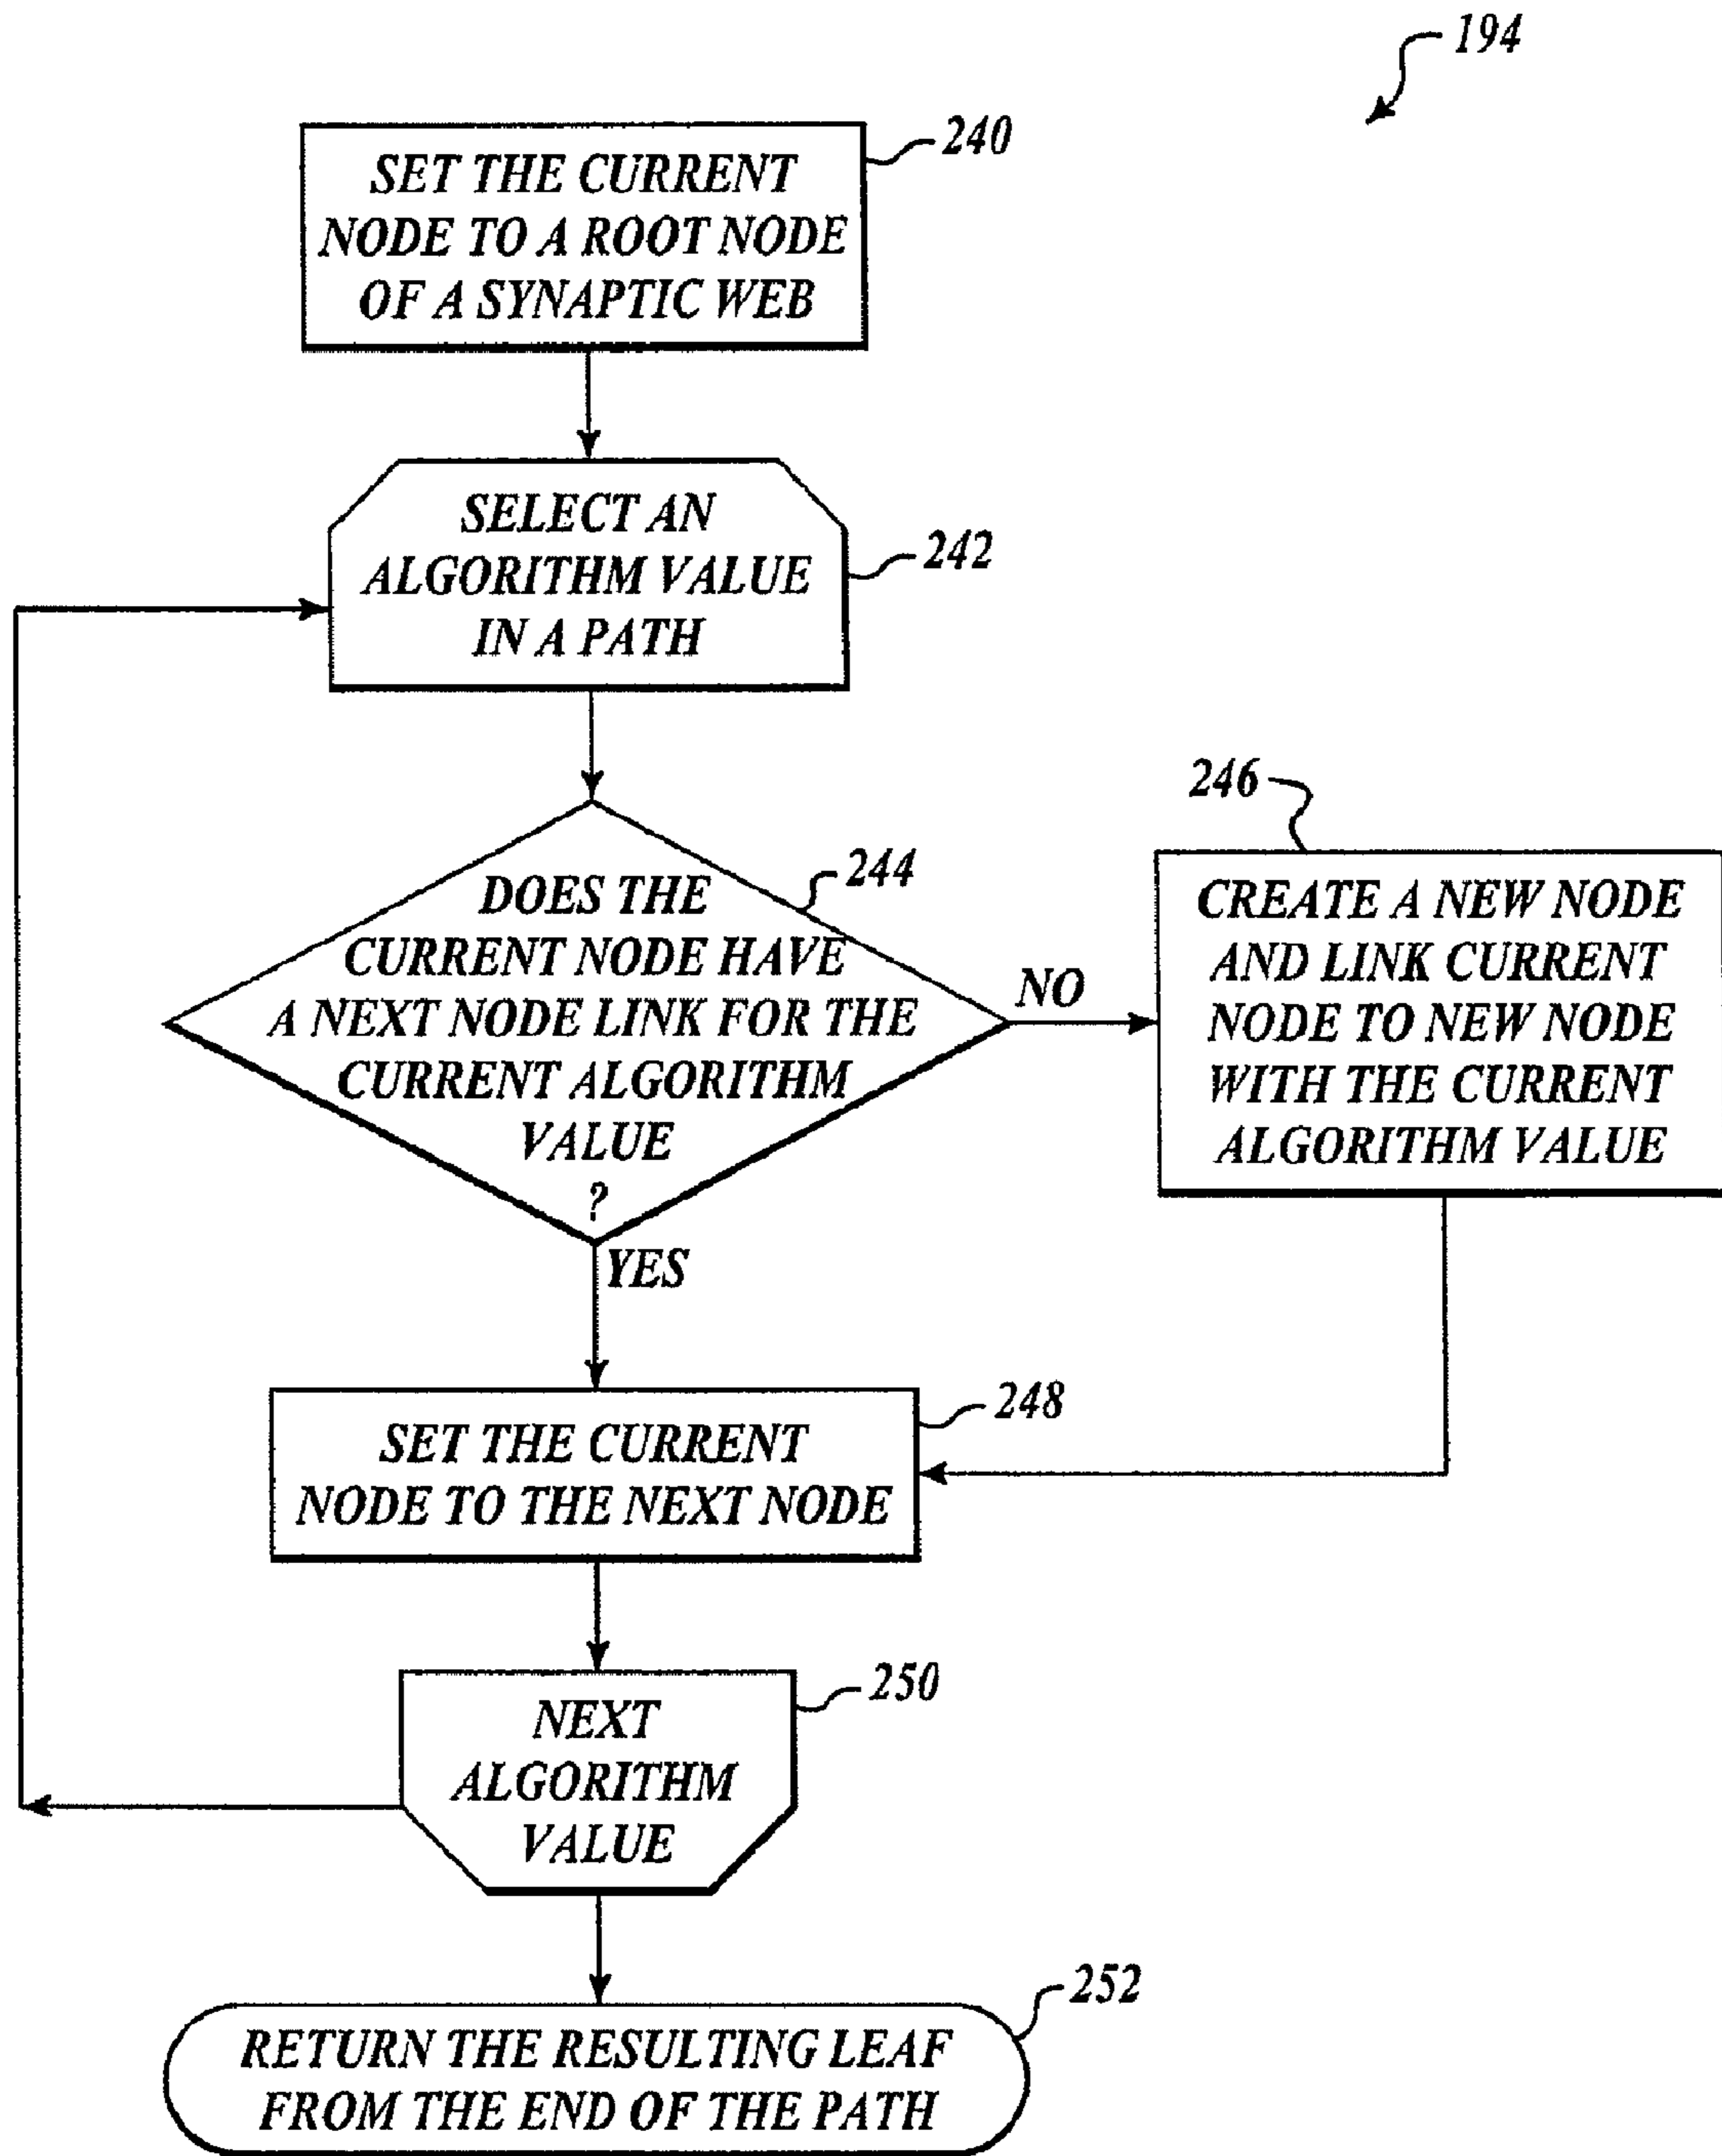 194
240
SET THE CURRENT
NODE TO A ROOT NODE
OF A SYNAPTIC WEB
SELECT AN
ALGORITHM VALUE
IN A PATH
242
244
DOES THE
CURRENT NODE HAVE
A NEXT NODE LINK FOR THE
CURRENT ALGORITHM
VALUE
?
NO
246
CREATE A NEW NODE
AND LINK CURRENT
NODE TO NEW NODE
WITH THE CURRENT
ALGORITHM VALUE
YES
248
SET THE CURRENT
NODE TO THE NEXT NODE
250
NEXT
ALGORITHM
VALUE
252
RETURN THE RESULTING LEAF
FROM THE END OF THE PATH